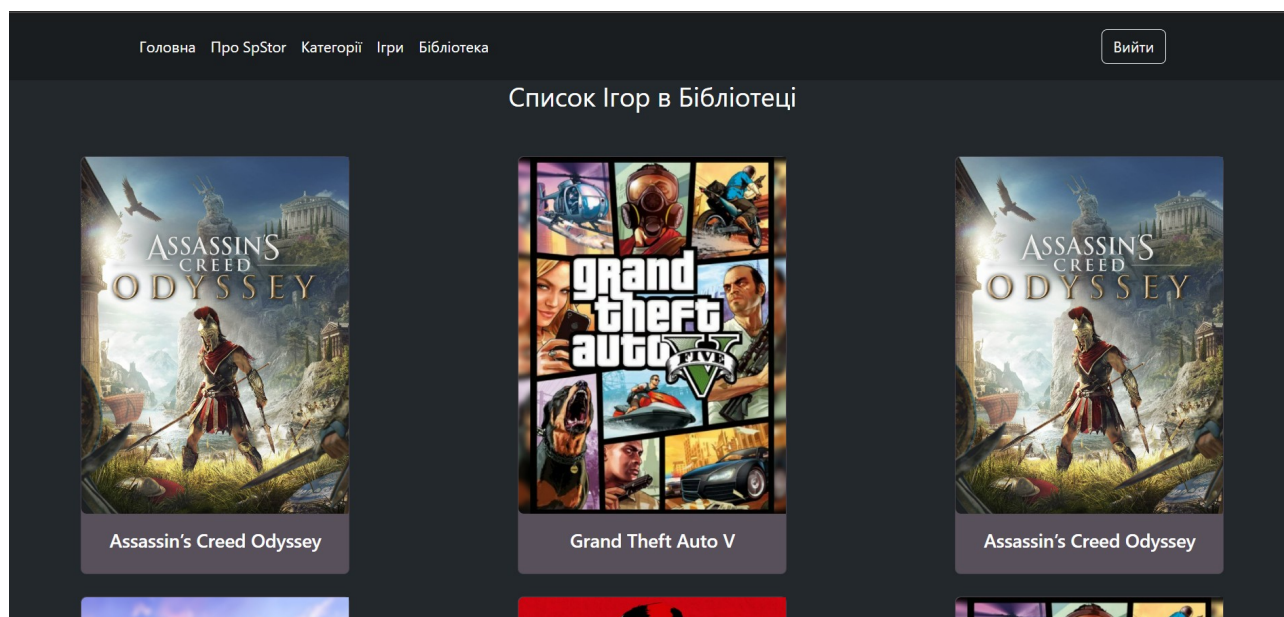 Головна Про SpStor Категорії Ігри Бібліотека Вийти
Список Ігор в Бібліотеці
ASSASSIN'S
CREED
ODYSSEY
grand
theft
auto
FIVE
V
ASSASSIN'S
CREED
ODYSSEY
Assassin’s Creed Odyssey
Grand Theft Auto V
Assassin’s Creed Odyssey